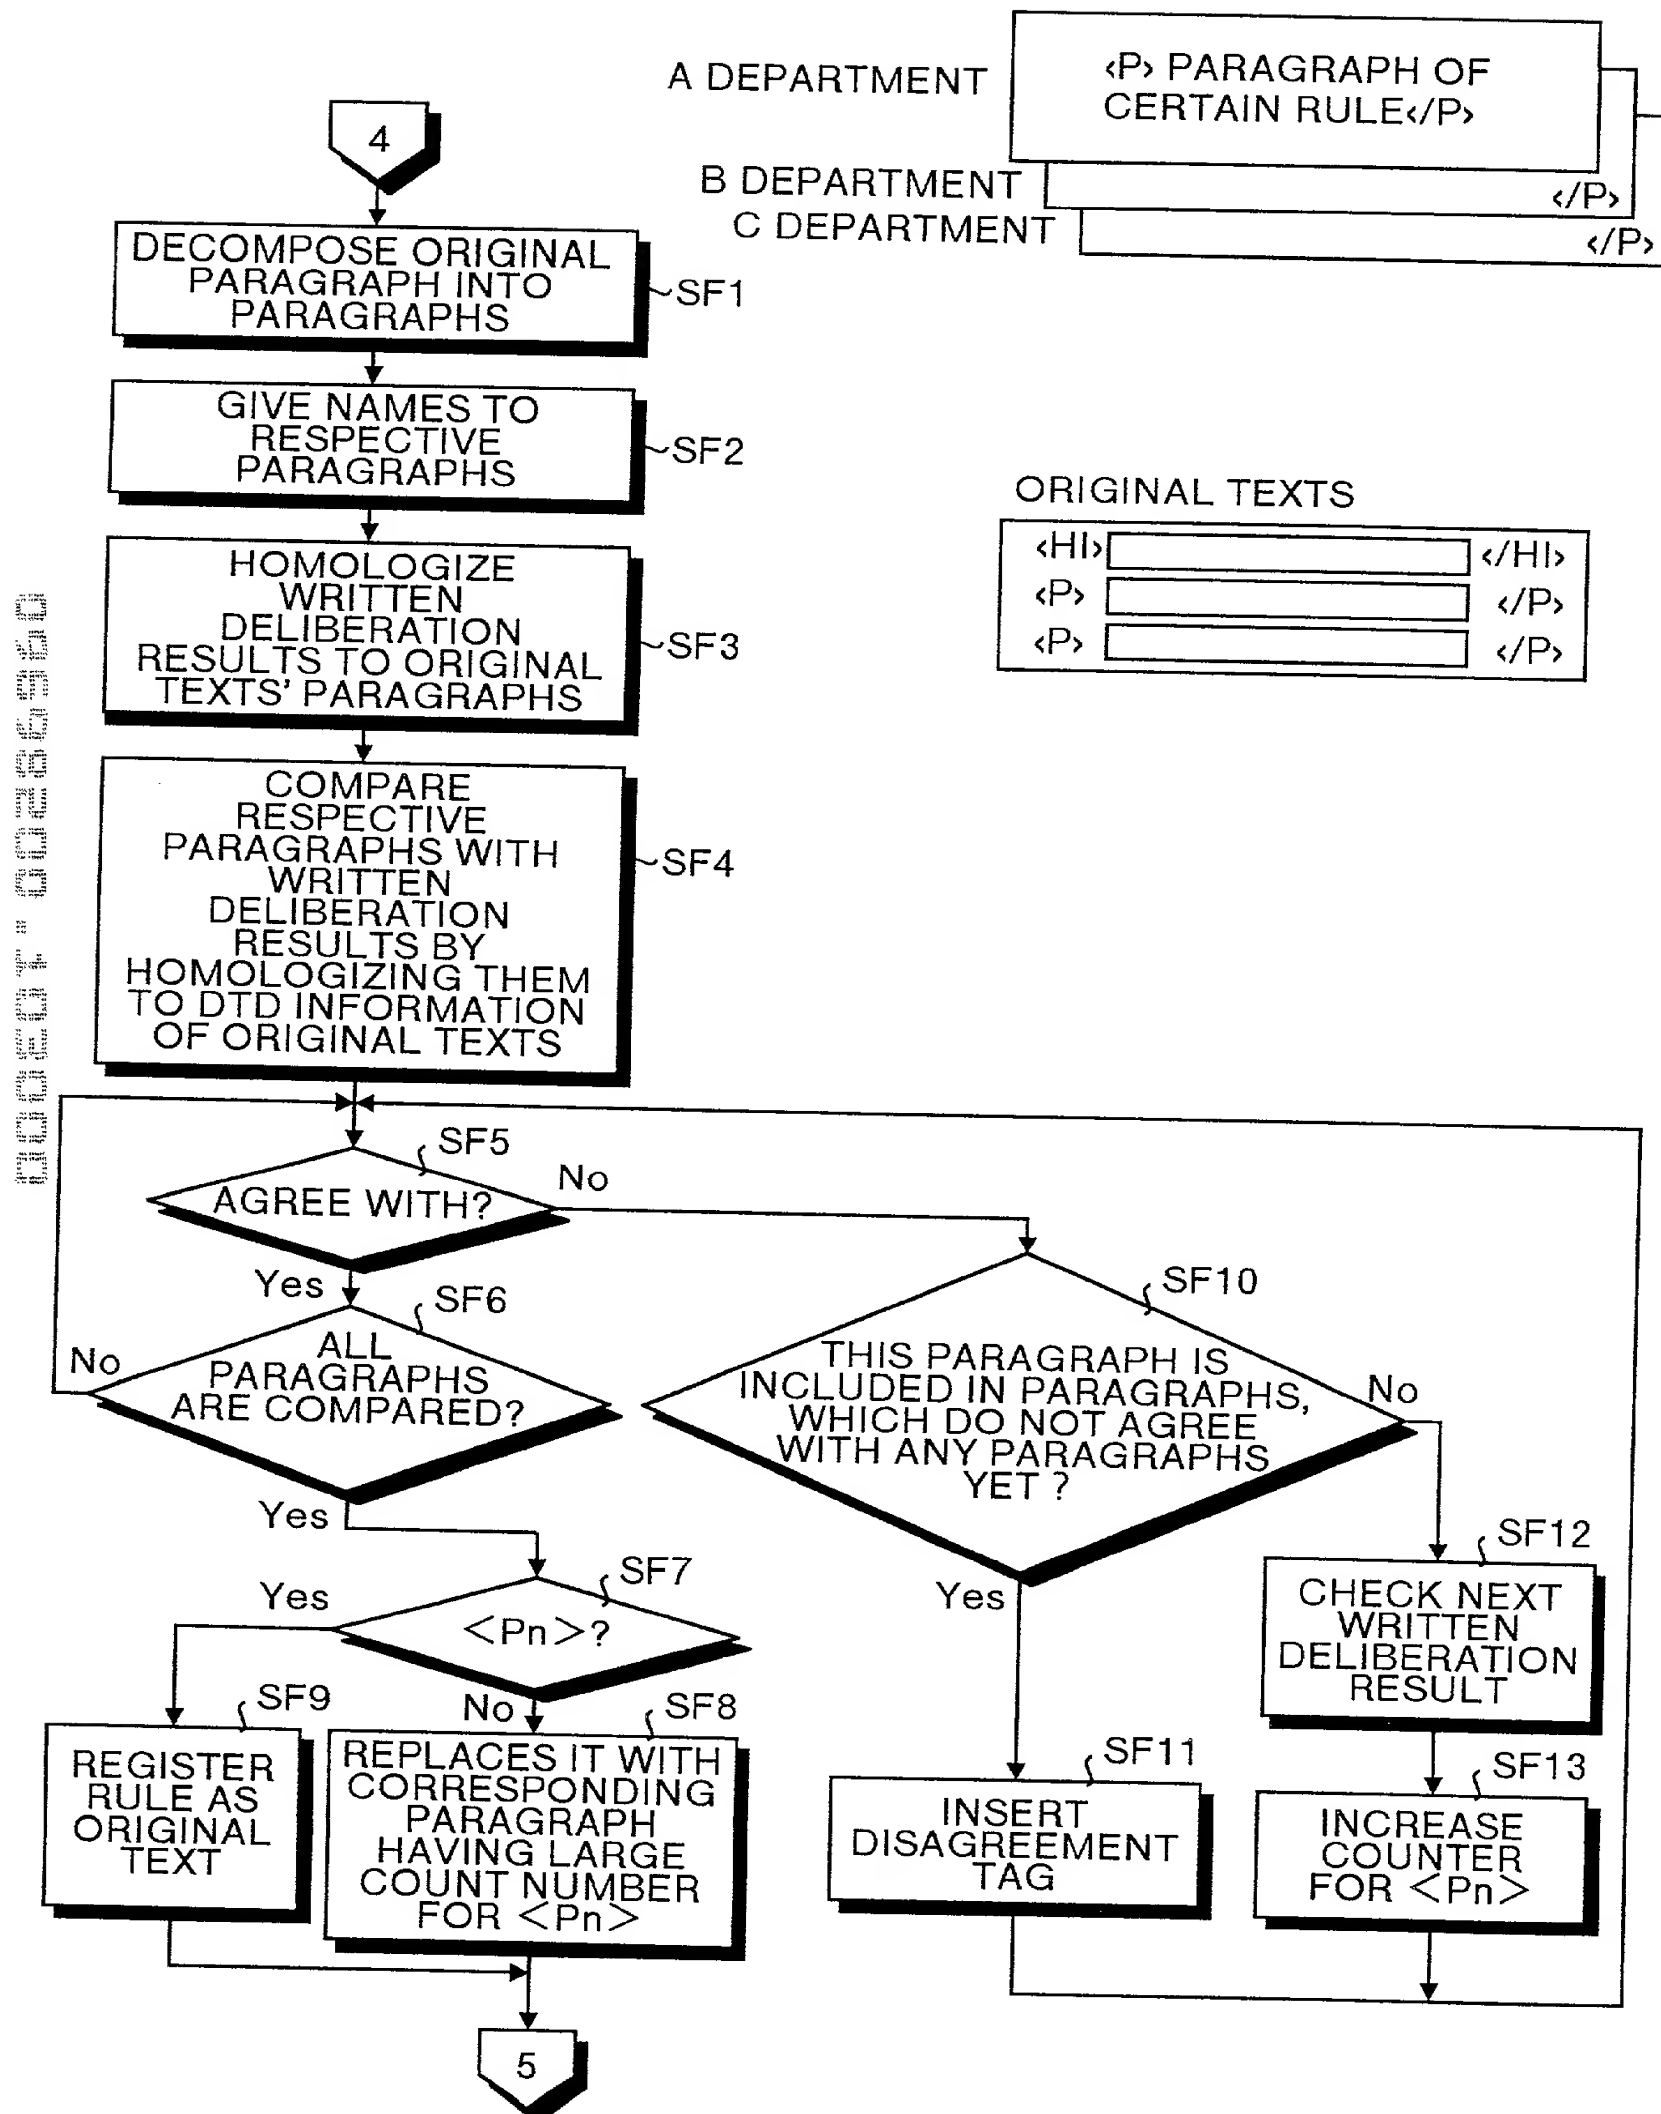 A DEPARTMENT
‹P› PARAGRAPH OF
CERTAIN RULE‹/P›
B DEPARTMENT
‹/P›
C DEPARTMENT
‹/P›
4
DECOMPOSE ORIGINAL
PARAGRAPH INTO
PARAGRAPHS
SF1
GIVE NAMES TO
RESPECTIVE
PARAGRAPHS
SF2
ORIGINAL TEXTS
‹HI› ‹/HI›
‹P› ‹/P›
‹P› ‹/P›
HOMOLOGIZE
WRITTEN
DELIBERATION
RESULTS TO ORIGINAL
TEXTS' PARAGRAPHS
SF3
COMPARE
RESPECTIVE
PARAGRAPHS WITH
WRITTEN
DELIBERATION
RESULTS BY
HOMOLOGIZING THEM
TO DTD INFORMATION
OF ORIGINAL TEXTS
SF4
SF5
AGREE WITH?
No
Yes
SF6
ALL
PARAGRAPHS
ARE COMPARED?
No
Yes
SF10
THIS PARAGRAPH IS
INCLUDED IN PARAGRAPHS,
WHICH DO NOT AGREE
WITH ANY PARAGRAPHS
YET ?
No
Yes
SF7
<Pn>?
Yes
No
SF9
REGISTER
RULE AS
ORIGINAL
TEXT
SF8
REPLACES IT WITH
CORRESPONDING
PARAGRAPH
HAVING LARGE
COUNT NUMBER
FOR <Pn>
SF11
INSERT
DISAGREEMENT
TAG
SF12
CHECK NEXT
WRITTEN
DELIBERATION
RESULT
SF13
INCREASE
COUNTER
FOR <Pn>
5